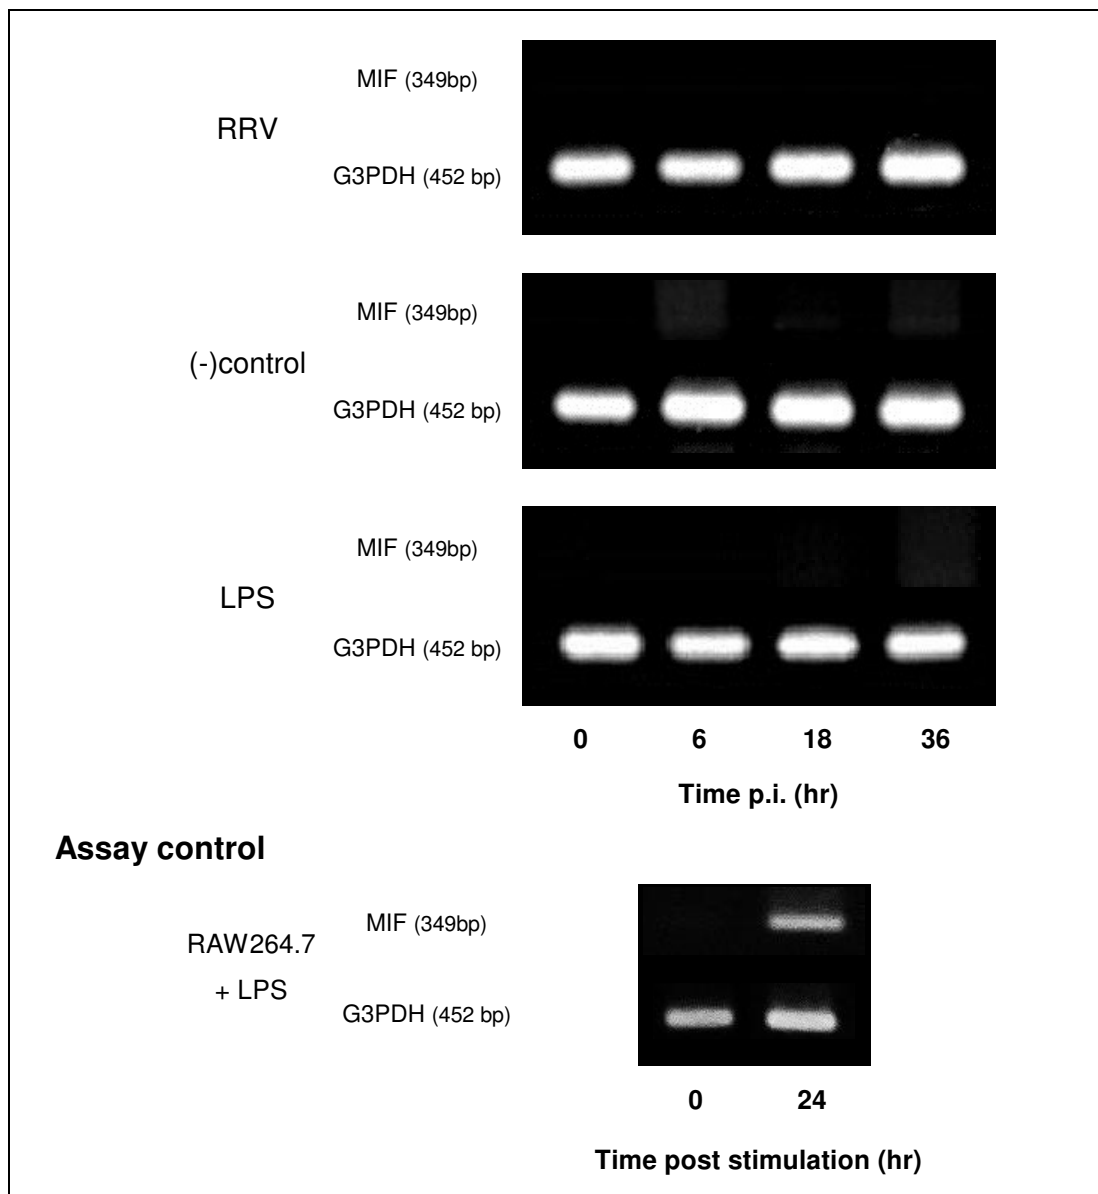 MIF (349bp)
RRV
G3PDH (452 bp)
MIF (349bp)
(-)control
G3PDH (452 bp)
MIF (349bp)
LPS
G3PDH (452 bp)
0 6 18 36
Time p.i. (hr)
Assay control
MIF (349bp)
RAW264.7
+ LPS
G3PDH (452 bp)
0 24
Time post stimulation (hr)